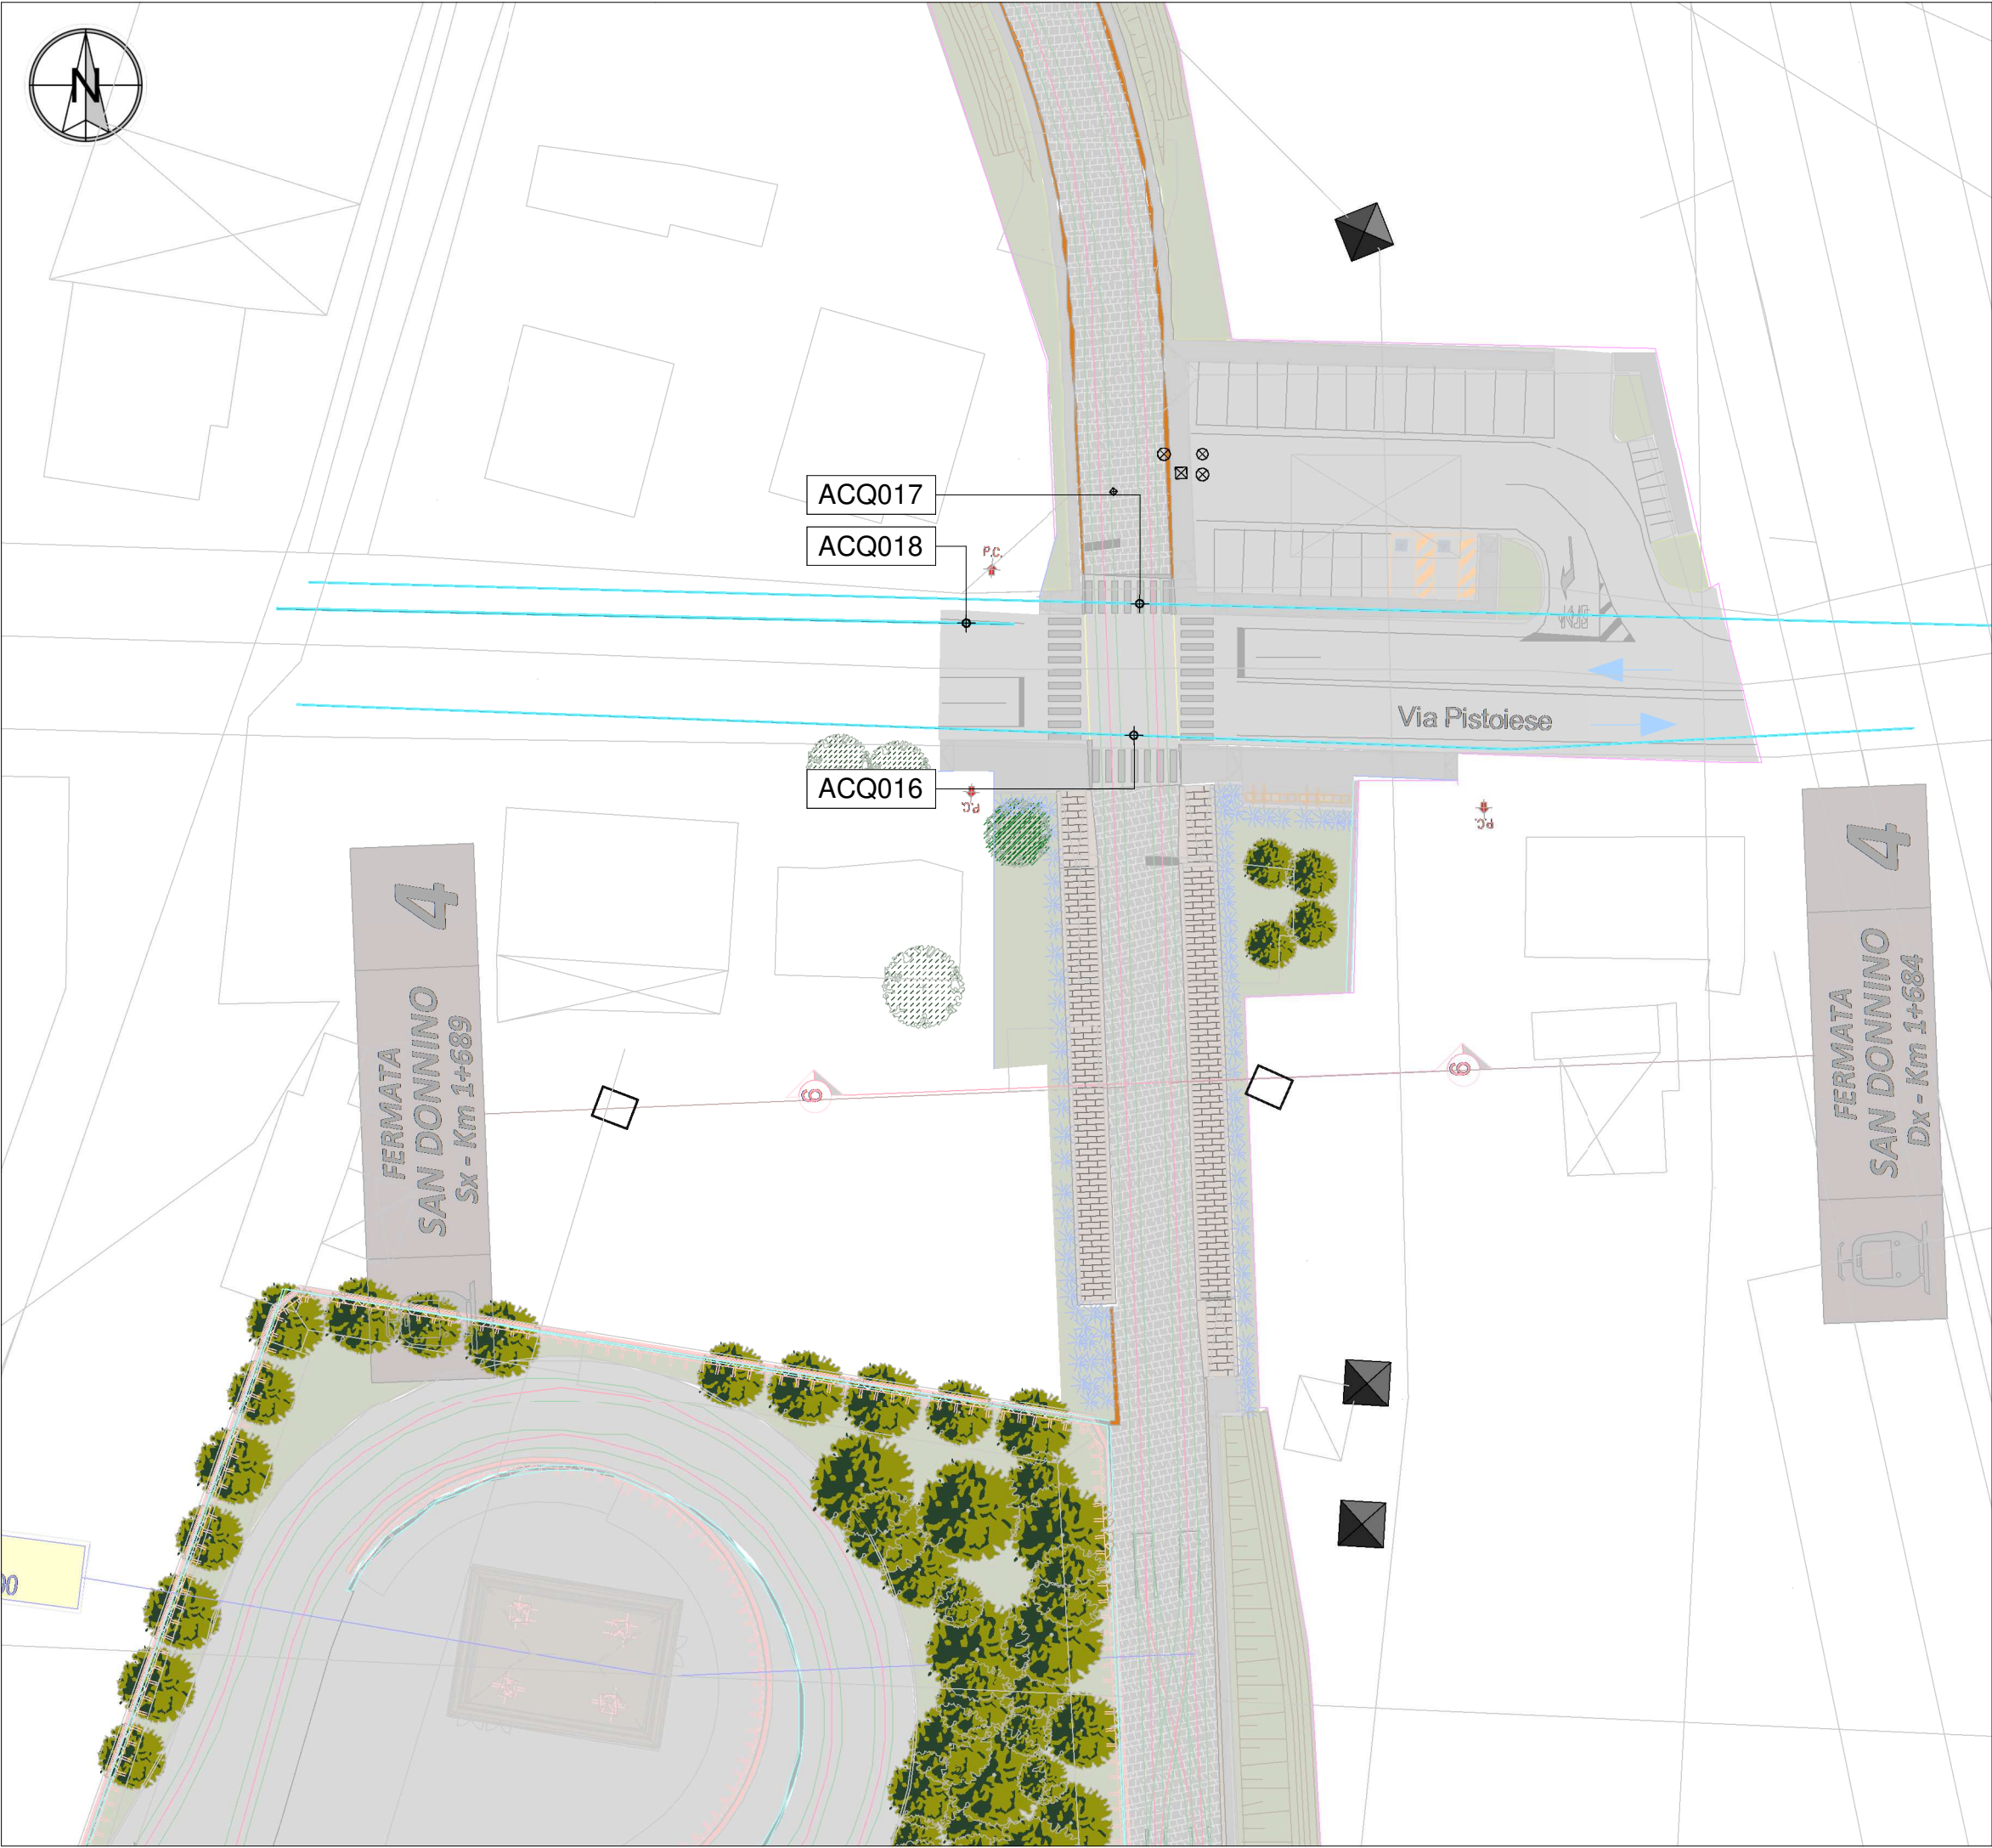 N
ACQ017
ACQ018
P.C.
Via Pistoiese
ACQ016
P.C.
P.C.
4
FERMATA
SAN DONNINO
Sx - Km 1+689
4
FERMATA
SAN DONNINO
Dx - Km 1+684
9
9